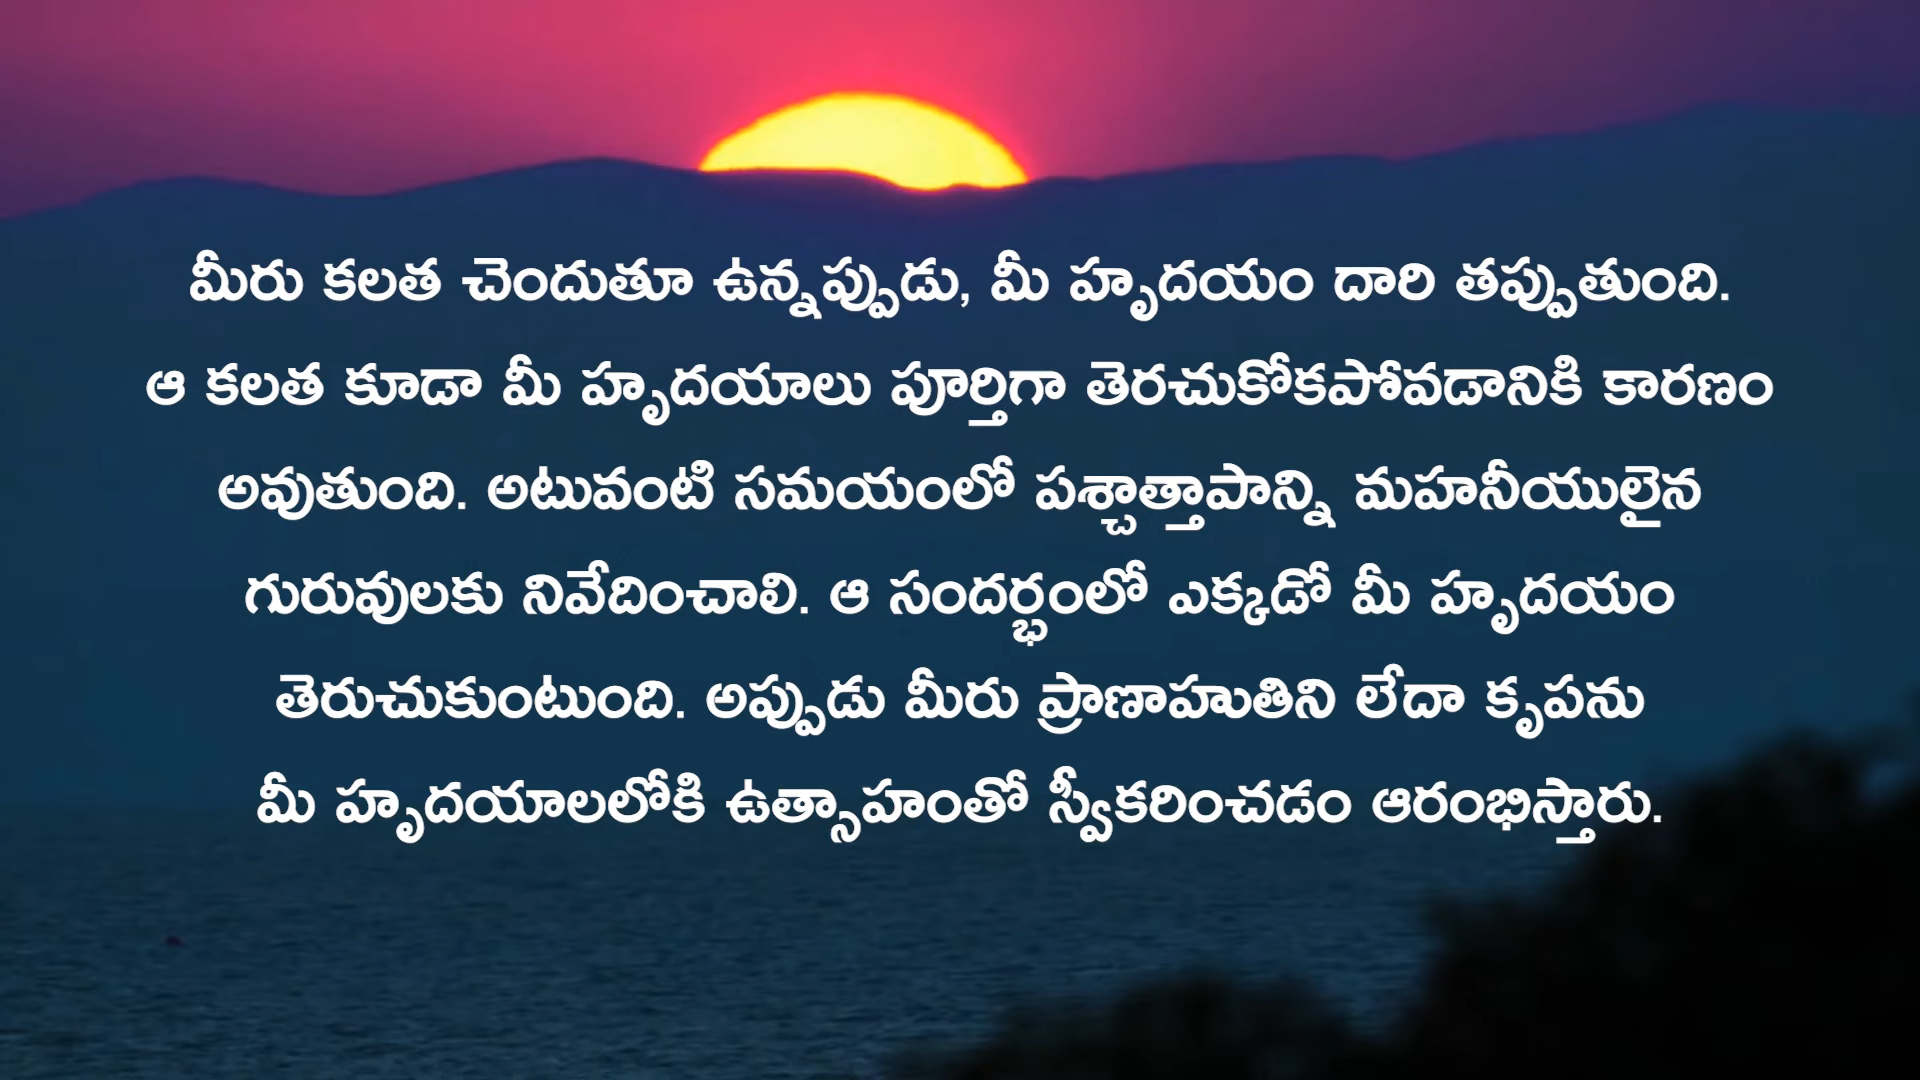 మీరు కలత చెందుతూ ఉన్నప్పుడు, మీ హృదయం దారి తప్పుతుంది.
ఆ కలత కూడా మీ హృదయాలు పూర్తిగా తెరచుకోకపోవడానికి కారణం
అవుతుంది. అటువంటి సమయంలో పశ్చాత్తాపాన్ని మహనీయులైన
గురువులకు నివేదించాలి. ఆ సందర్భంలో ఎక్కడో మీ హృదయం
తెరుచుకుంటుంది. అప్పుడు మీరు ప్రాణాహుతిని లేదా కృపను
మీ హృదయాలలోకి ఉత్సాహంతో స్వీకరించడం ఆరంభిస్తారు.